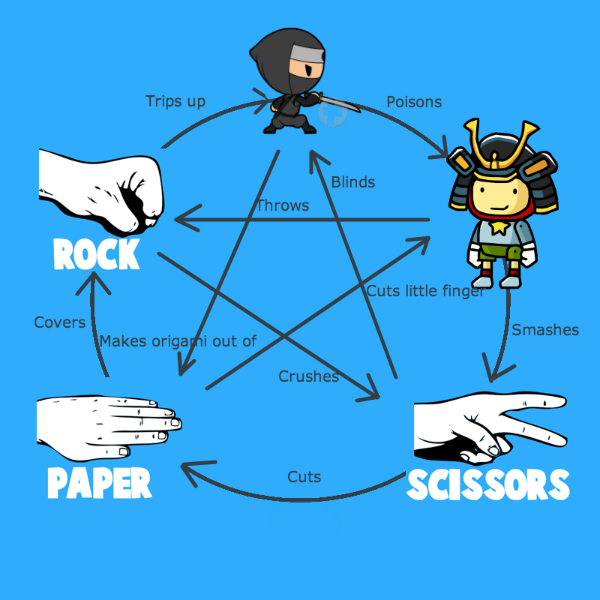 Trips up
Poisons
Blinds
Throws
ROCK
Cuts little finger
Covers
Smashes
Makes origami out of
Crushes
PAPER
Cuts
SCISSORS